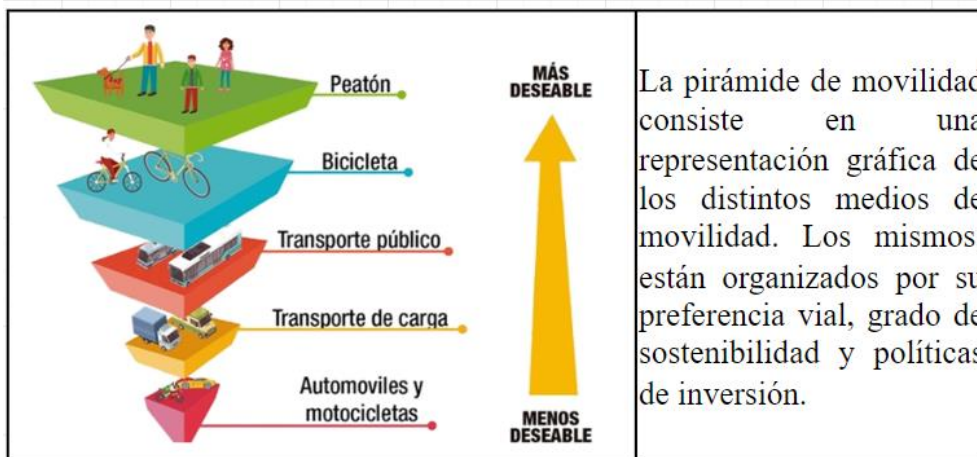 Peatón
Bicicleta
Transporte público
Transporte de carga
Automoviles y
motocicletas
MÁS
DESEABLE
MENOS
DESEABLE
La pirámide de movilidad
consiste en una
representación gráfica de
los distintos medios de
movilidad. Los mismos
están organizados por su
preferencia vial, grado de
sostenibilidad y políticas
de inversión.